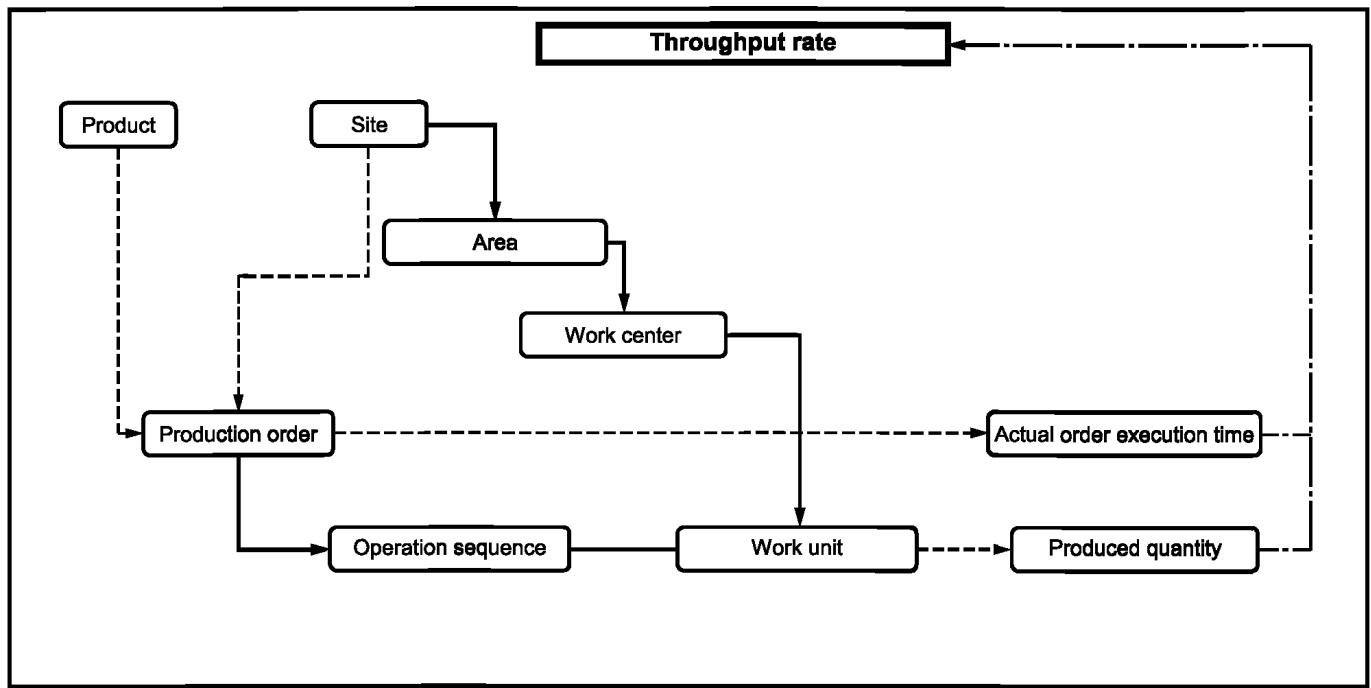 Throughput rate
Product
Site
Area
Work center
Production order
Actual order execution time
Operation sequence
Work unit
Produced quantity